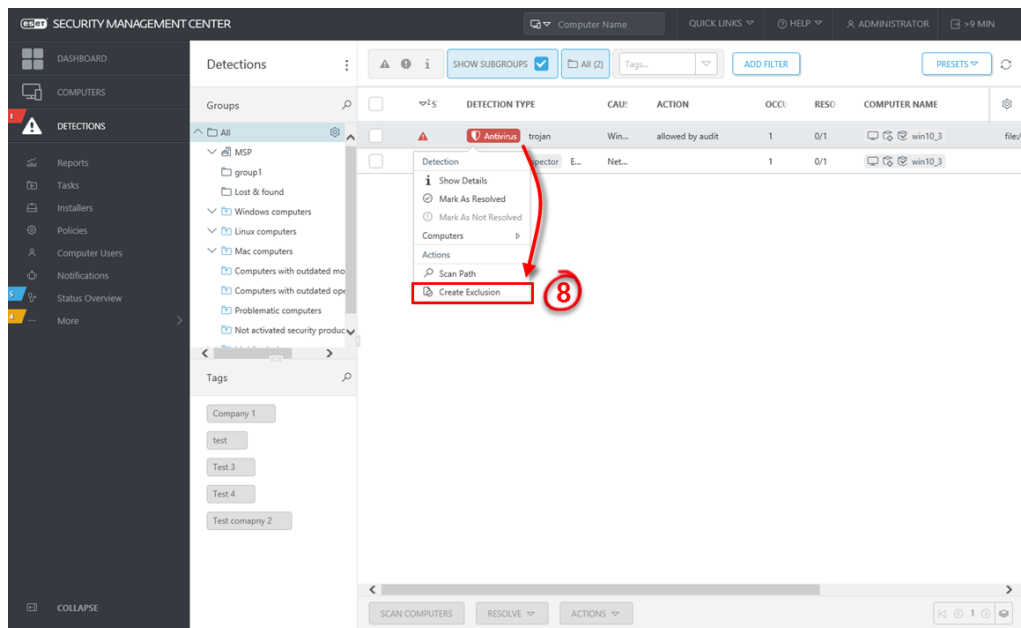 eset SECURITY MANAGEMENT CENTER
Computer Name
QUICK LINKS
HELP
ADMINISTRATOR
>9 MIN
DASHBOARD
COMPUTERS
1
DETECTIONS
Reports
Tasks
Installers
Policies
Computer Users
Notifications
5
Status Overview
More
COLLAPSE
Detections
Groups
All
MSP
group1
Lost & found
Windows computers
Linux computers
Mac computers
Computers with outdated mo
Computers with outdated ope
Problematic computers
Not activated security produc
Tags
Company 1
test
Test 3
Test 4
Test comapny 2
SHOW SUBGROUPS
All (2)
Tags...
ADD FILTER
PRESETS
DETECTION TYPE
ACTION
COMPUTER NAME
Antivirus trojan Win... allowed by audit 1 0/1 win10_3 file:/
pector E... Net... 1 0/1 win10_3
Detection
Show Details
Mark As Resolved
Mark As Not Resolved
Computers
Actions
Scan Path
Create Exclusion
8
SCAN COMPUTERS
RESOLVE
ACTIONS
1